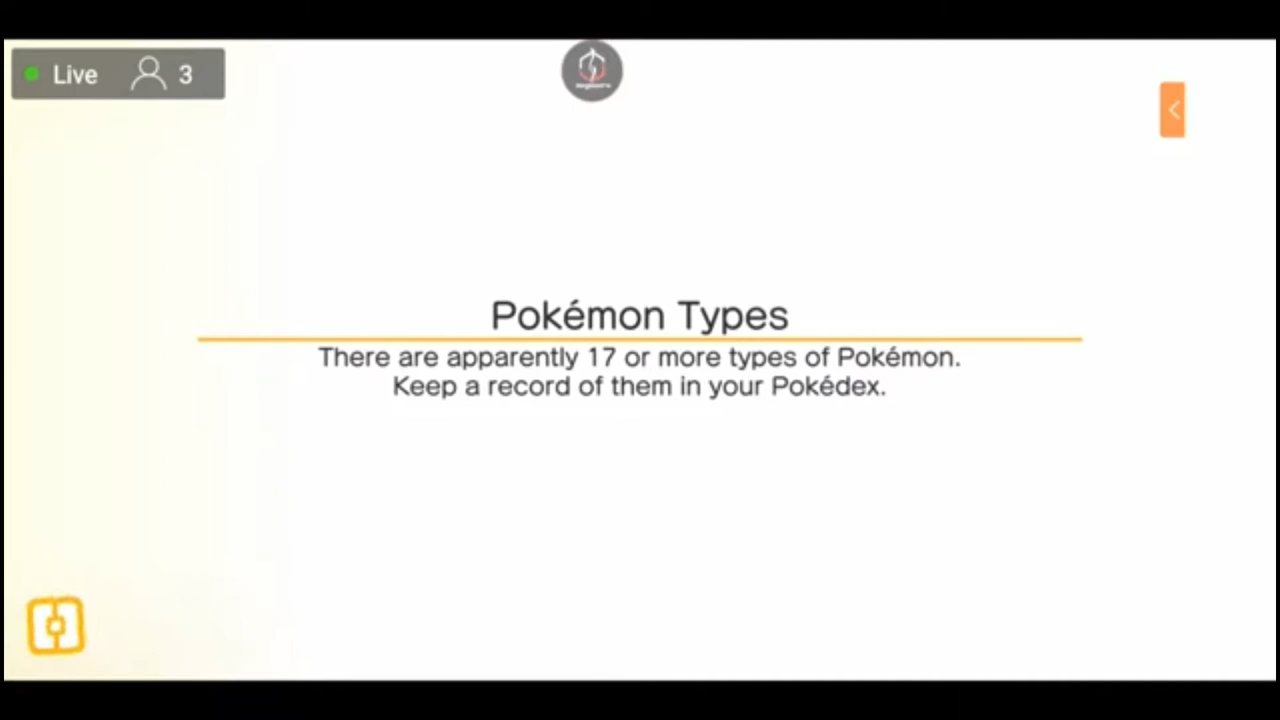 Live 3
Pokémon Types
There are apparently 17 or more types of Pokémon.
Keep a record of them in your Pokédex.